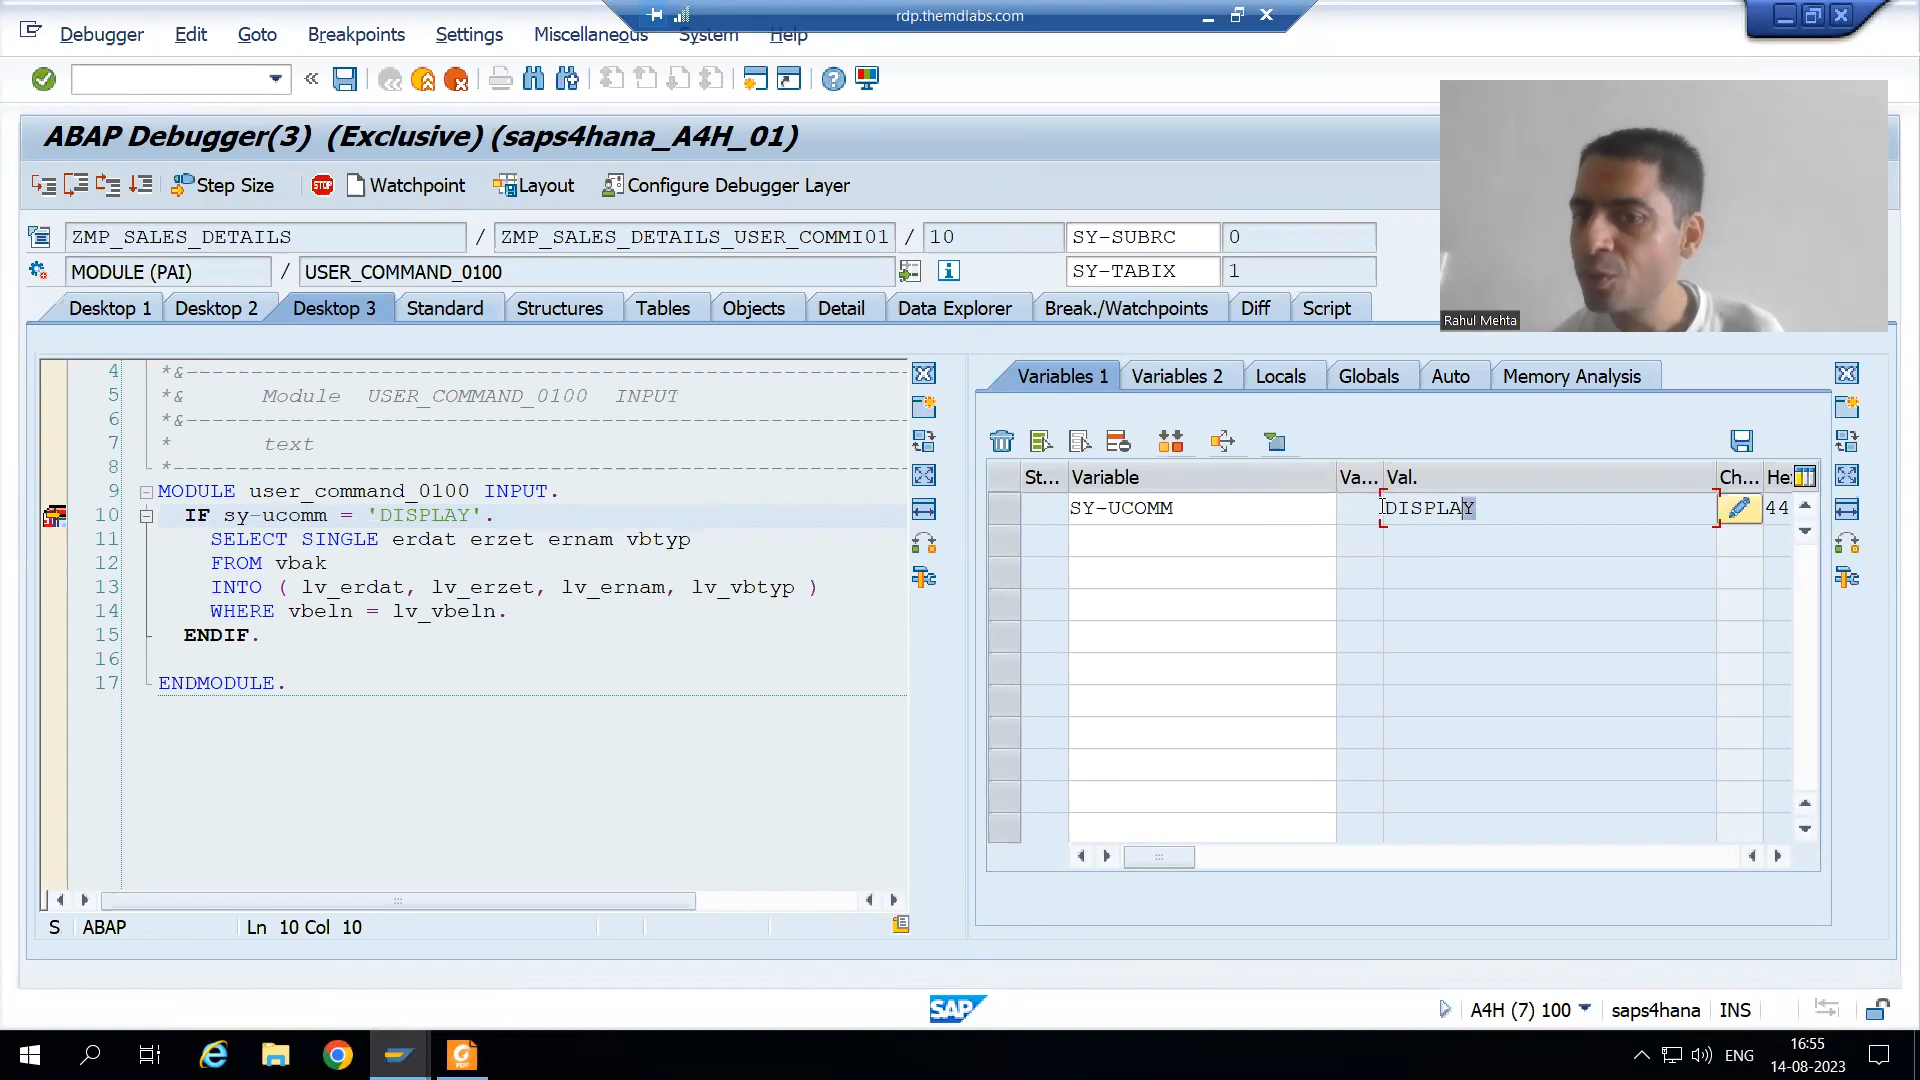 rdp.themdlabs.com
Debugger Edit Goto Breakpoints Settings Miscellaneous System Help
ABAP Debugger(3) (Exclusive) (saps4hana_A4H_01)
Step Size STOP Watchpoint Layout Configure Debugger Layer
ZMP_SALES_DETAILS / ZMP_SALES_DETAILS_USER_COMMI01 / 10 SY-SUBRC 0
MODULE (PAI) / USER_COMMAND_0100 SY-TABIX 1
Rahul Mehta
Desktop 1 Desktop 2 Desktop 3 Standard Structures Tables Objects Detail Data Explorer Break./Watchpoints Diff Script
Variables 1 Variables 2 Locals Globals Auto Memory Analysis
St... Variable Va... Val. Ch... He
SY-UCOMM DISPLAY 44
4 *&---------------------------------------------------------------------
5 *& Module USER_COMMAND_0100 INPUT
6 *&---------------------------------------------------------------------
7 * text
8 *----------------------------------------------------------------------
9 MODULE user_command_0100 INPUT.
10 IF sy-ucomm = 'DISPLAY'.
11 SELECT SINGLE erdat erzet ernam vbtyp
12 FROM vbak
13 INTO ( lv_erdat, lv_erzet, lv_ernam, lv_vbtyp )
14 WHERE vbeln = lv_vbeln.
15 ENDIF.
16
17 ENDMODULE.
S ABAP Ln 10 Col 10
SAP A4H (7) 100 saps4hana INS
ENG 16:55
14-08-2023